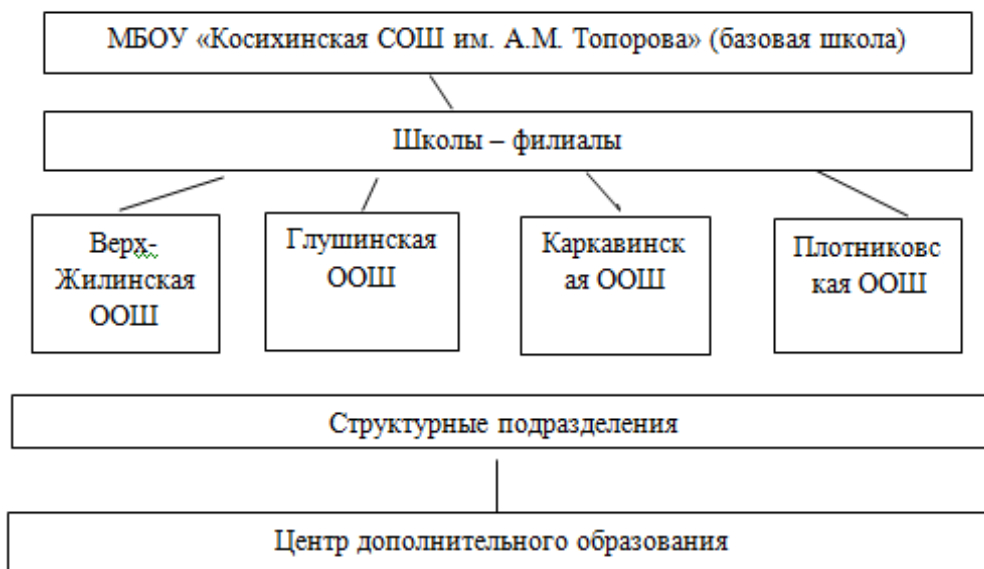 МБОУ «Косихинская СОШ им. А.М. Топорова» (базовая школа)
Школы – филиалы
Верх-
Жилинская
ООШ
Глушинская
ООШ
Каркавинск
ая ООШ
Плотниковс
кая ООШ
Структурные подразделения
Центр дополнительного образования